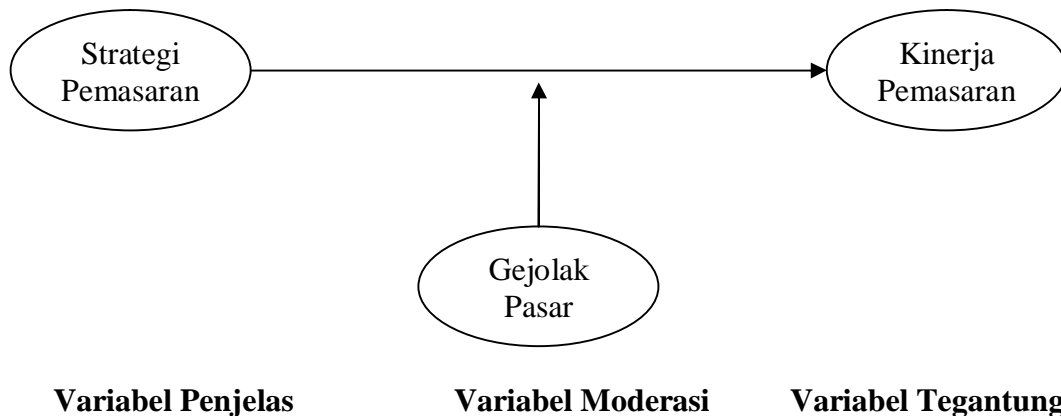 Strategi
Pemasaran
Kinerja
Pemasaran
Gejolak
Pasar
Variabel Penjelas Variabel Moderasi Variabel Tegantung